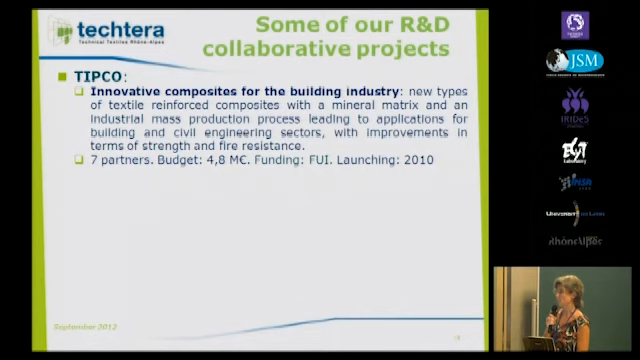 techtera
Technical Textiles Rhône-Alpes
Some of our R&D
collaborative projects
TIPCO:
Innovative composites for the building industry: new types
of textile reinforced composites with a mineral matrix and an
industrial mass production process leading to applications for
building and civil engineering sectors, with improvements in
terms of strength and fire resistance.
7 partners. Budget: 4,8 M€. Funding: FUI. Launching: 2010
September 2012
JSM
IRIDeS
Laboratory
INSA
RhôneAlpes